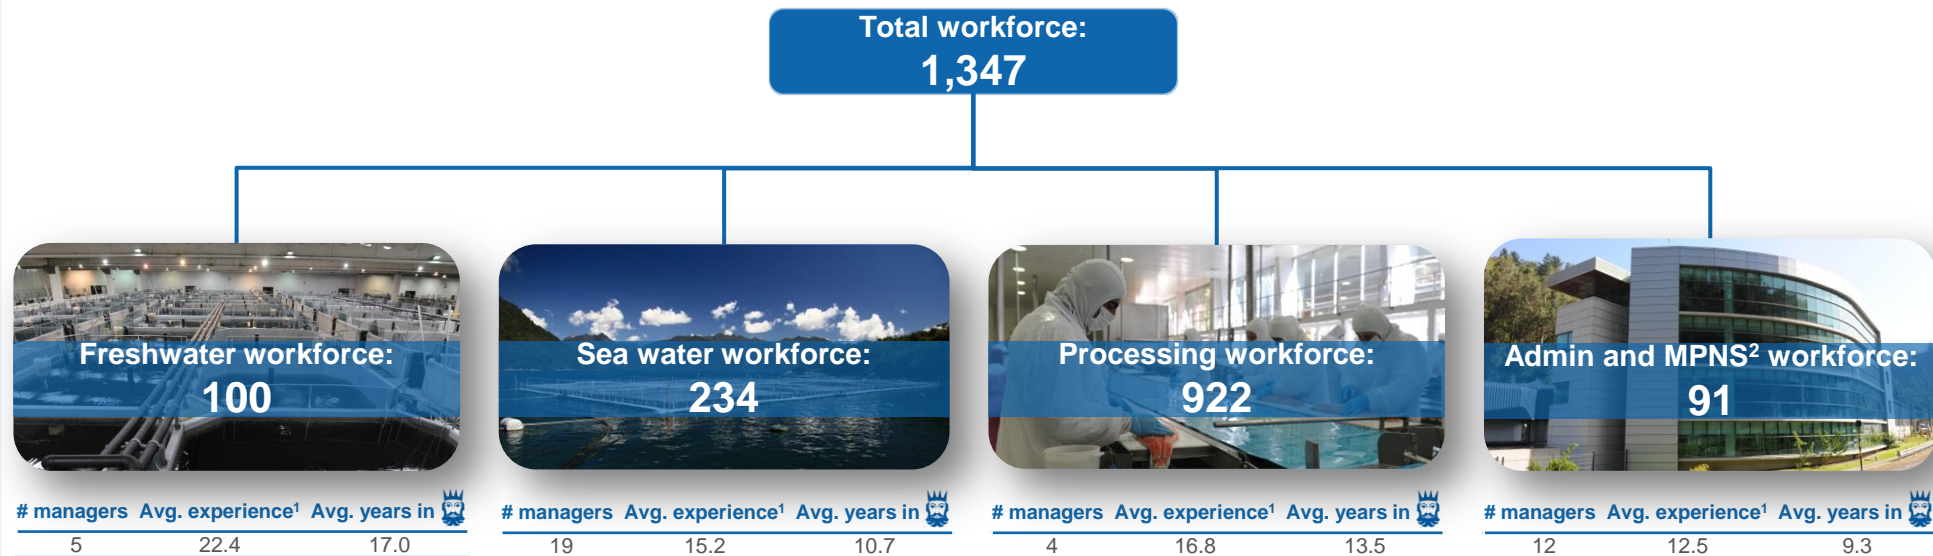 Total workforce:
1,347
Freshwater workforce:
100
Sea water workforce:
234
Processing workforce:
922
Admin and MPNS² workforce:
91
# managers Avg. experience¹ Avg. years in
5 22.4 17.0
# managers Avg. experience¹ Avg. years in
19 15.2 10.7
# managers Avg. experience¹ Avg. years in
4 16.8 13.5
# managers Avg. experience¹ Avg. years in
12 12.5 9.3